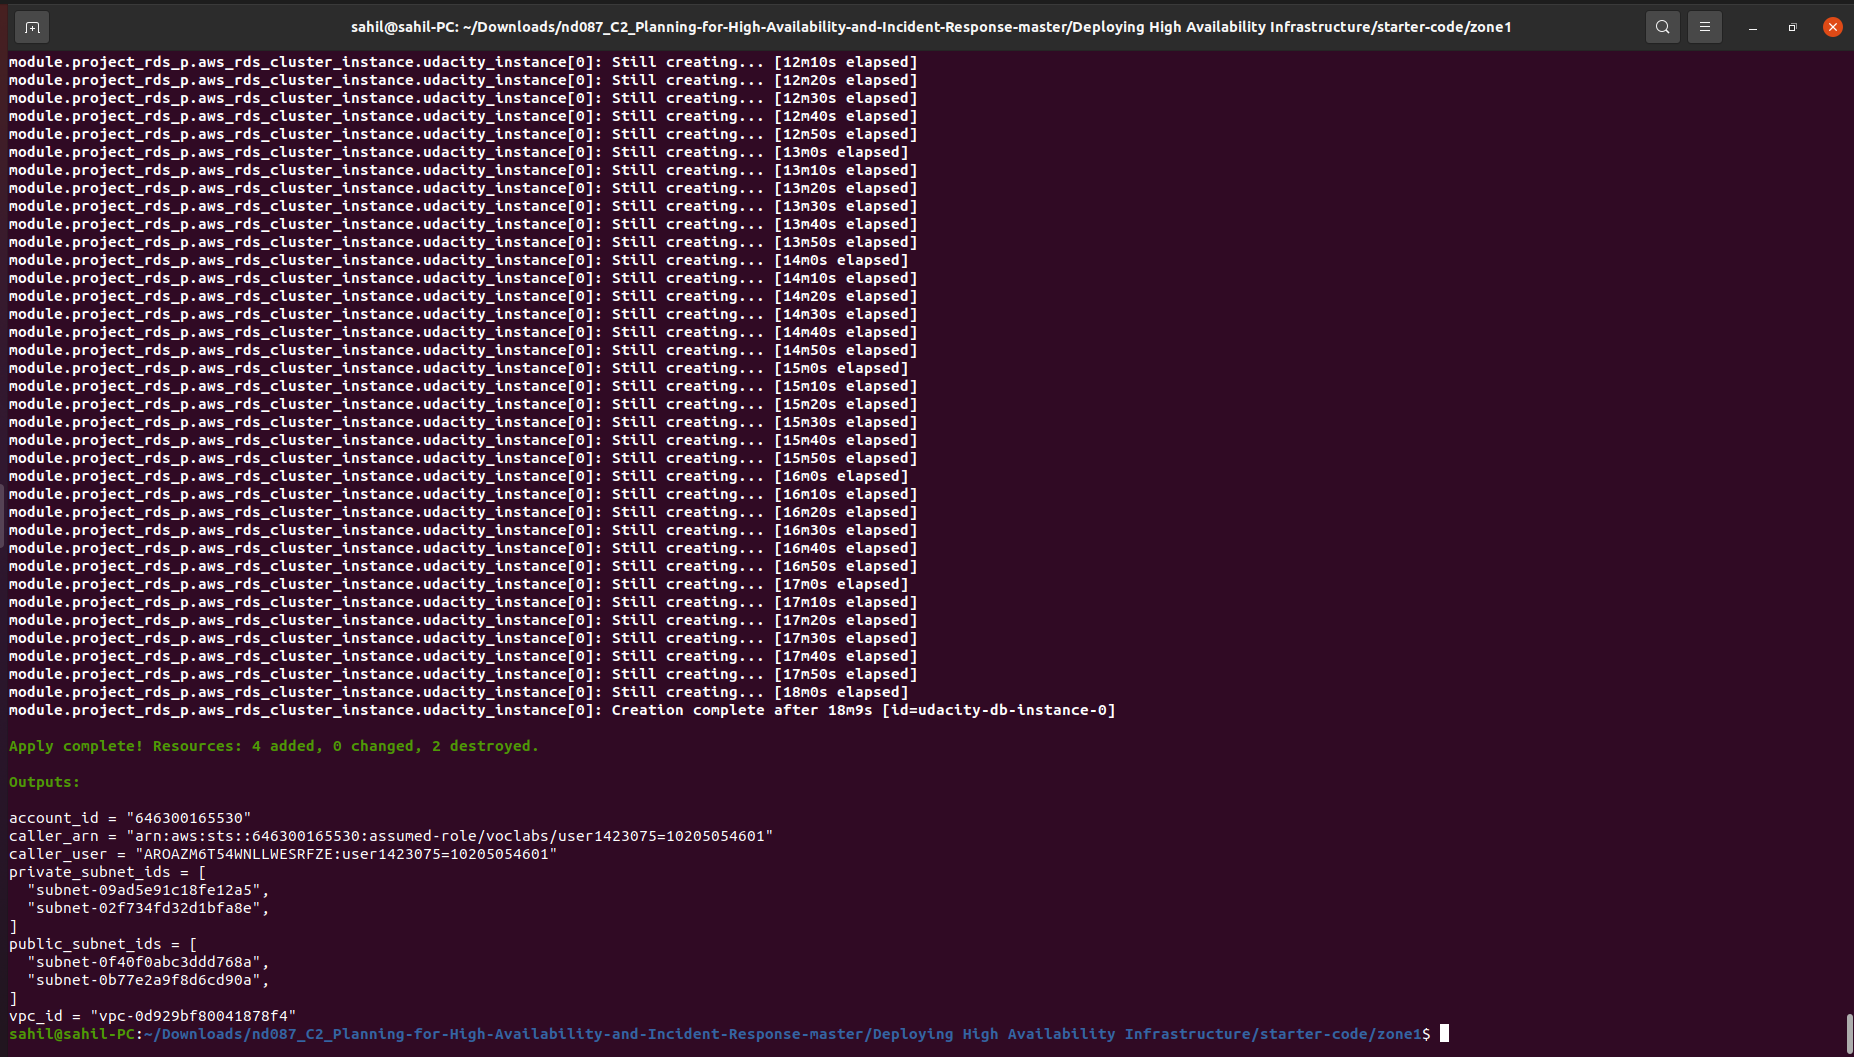 sahil@sahil-PC: ~/Downloads/nd087_C2_Planning-for-High-Availability-and-Incident-Response-master/Deploying High Availability Infrastructure/starter-code/zone1
module.project_rds_p.aws_rds_cluster_instance.udacity_instance[0]: Still creating... [12m10s elapsed]
module.project_rds_p.aws_rds_cluster_instance.udacity_instance[0]: Still creating... [12m20s elapsed]
module.project_rds_p.aws_rds_cluster_instance.udacity_instance[0]: Still creating... [12m30s elapsed]
module.project_rds_p.aws_rds_cluster_instance.udacity_instance[0]: Still creating... [12m40s elapsed]
module.project_rds_p.aws_rds_cluster_instance.udacity_instance[0]: Still creating... [12m50s elapsed]
module.project_rds_p.aws_rds_cluster_instance.udacity_instance[0]: Still creating... [13m0s elapsed]
module.project_rds_p.aws_rds_cluster_instance.udacity_instance[0]: Still creating... [13m10s elapsed]
module.project_rds_p.aws_rds_cluster_instance.udacity_instance[0]: Still creating... [13m20s elapsed]
module.project_rds_p.aws_rds_cluster_instance.udacity_instance[0]: Still creating... [13m30s elapsed]
module.project_rds_p.aws_rds_cluster_instance.udacity_instance[0]: Still creating... [13m40s elapsed]
module.project_rds_p.aws_rds_cluster_instance.udacity_instance[0]: Still creating... [13m50s elapsed]
module.project_rds_p.aws_rds_cluster_instance.udacity_instance[0]: Still creating... [14m0s elapsed]
module.project_rds_p.aws_rds_cluster_instance.udacity_instance[0]: Still creating... [14m10s elapsed]
module.project_rds_p.aws_rds_cluster_instance.udacity_instance[0]: Still creating... [14m20s elapsed]
module.project_rds_p.aws_rds_cluster_instance.udacity_instance[0]: Still creating... [14m30s elapsed]
module.project_rds_p.aws_rds_cluster_instance.udacity_instance[0]: Still creating... [14m40s elapsed]
module.project_rds_p.aws_rds_cluster_instance.udacity_instance[0]: Still creating... [14m50s elapsed]
module.project_rds_p.aws_rds_cluster_instance.udacity_instance[0]: Still creating... [15m0s elapsed]
module.project_rds_p.aws_rds_cluster_instance.udacity_instance[0]: Still creating... [15m10s elapsed]
module.project_rds_p.aws_rds_cluster_instance.udacity_instance[0]: Still creating... [15m20s elapsed]
module.project_rds_p.aws_rds_cluster_instance.udacity_instance[0]: Still creating... [15m30s elapsed]
module.project_rds_p.aws_rds_cluster_instance.udacity_instance[0]: Still creating... [15m40s elapsed]
module.project_rds_p.aws_rds_cluster_instance.udacity_instance[0]: Still creating... [15m50s elapsed]
module.project_rds_p.aws_rds_cluster_instance.udacity_instance[0]: Still creating... [16m0s elapsed]
module.project_rds_p.aws_rds_cluster_instance.udacity_instance[0]: Still creating... [16m10s elapsed]
module.project_rds_p.aws_rds_cluster_instance.udacity_instance[0]: Still creating... [16m20s elapsed]
module.project_rds_p.aws_rds_cluster_instance.udacity_instance[0]: Still creating... [16m30s elapsed]
module.project_rds_p.aws_rds_cluster_instance.udacity_instance[0]: Still creating... [16m40s elapsed]
module.project_rds_p.aws_rds_cluster_instance.udacity_instance[0]: Still creating... [16m50s elapsed]
module.project_rds_p.aws_rds_cluster_instance.udacity_instance[0]: Still creating... [17m0s elapsed]
module.project_rds_p.aws_rds_cluster_instance.udacity_instance[0]: Still creating... [17m10s elapsed]
module.project_rds_p.aws_rds_cluster_instance.udacity_instance[0]: Still creating... [17m20s elapsed]
module.project_rds_p.aws_rds_cluster_instance.udacity_instance[0]: Still creating... [17m30s elapsed]
module.project_rds_p.aws_rds_cluster_instance.udacity_instance[0]: Still creating... [17m40s elapsed]
module.project_rds_p.aws_rds_cluster_instance.udacity_instance[0]: Still creating... [17m50s elapsed]
module.project_rds_p.aws_rds_cluster_instance.udacity_instance[0]: Still creating... [18m0s elapsed]
module.project_rds_p.aws_rds_cluster_instance.udacity_instance[0]: Creation complete after 18m9s [id=udacity-db-instance-0]
Apply complete! Resources: 4 added, 0 changed, 2 destroyed.
Outputs:
account_id = "646300165530"
caller_arn = "arn:aws:sts::646300165530:assumed-role/voclabs/user1423075=10205054601"
caller_user = "AROAZM6T54WNLLWESRFZE:user1423075=10205054601"
private_subnet_ids = [
  "subnet-09ad5e91c18fe12a5",
  "subnet-02f734fd32d1bfa8e",
]
public_subnet_ids = [
  "subnet-0f40f0abc3ddd768a",
  "subnet-0b77e2a9f8d6cd90a",
]
vpc_id = "vpc-0d929bf80041878f4"
sahil@sahil-PC:~/Downloads/nd087_C2_Planning-for-High-Availability-and-Incident-Response-master/Deploying High Availability Infrastructure/starter-code/zone1$